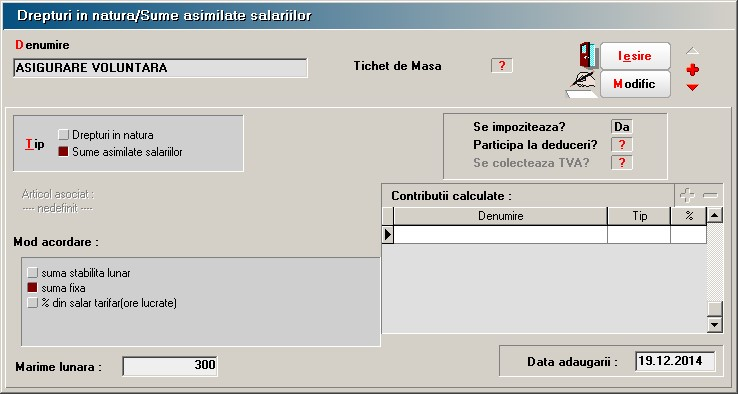 Drepturi in natura/Sume asimilate salariilor
Denumire
ASIGURARE VOLUNTARA
Tichet de Masa ?
Iesire
Modific
Tip
Drepturi in natura
Sume asimilate salariilor
Se impoziteaza? Da
Participa la deduceri? ?
Se colecteaza TVA? ?
Articol asociat :
---- nedefinit ----
Contributii calculate :
Denumire Tip %
Mod acordare :
suma stabilita lunar
suma fixa
% din salar tarifar(ore lucrate)
Marime lunara : 300
Data adaugarii : 19.12.2014